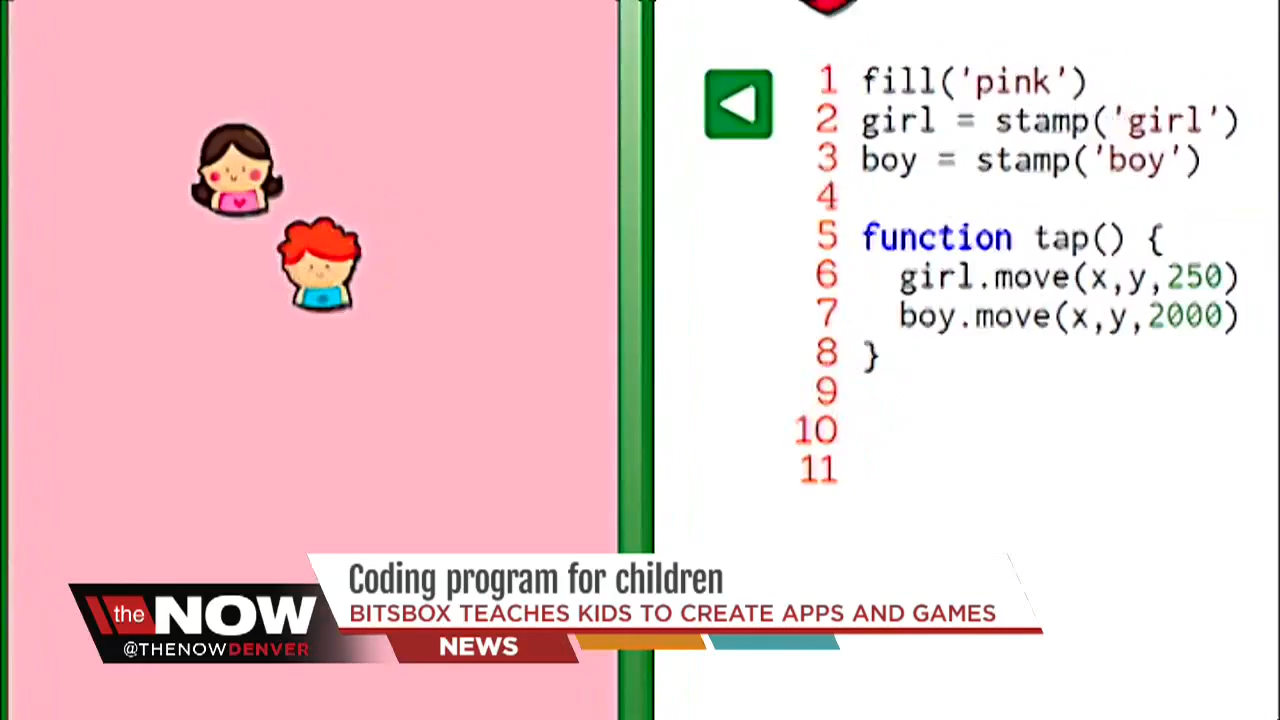 1 fill('pink')
2 girl = stamp('girl')
3 boy = stamp('boy')
4
5 function tap() {
6 girl.move(x,y,250)
7 boy.move(x,y,2000)
8 }
9
10
11
Coding program for children
the NOW
BITSBOX TEACHES KIDS TO CREATE APPS AND GAMES
@THENOWDENVER
NEWS